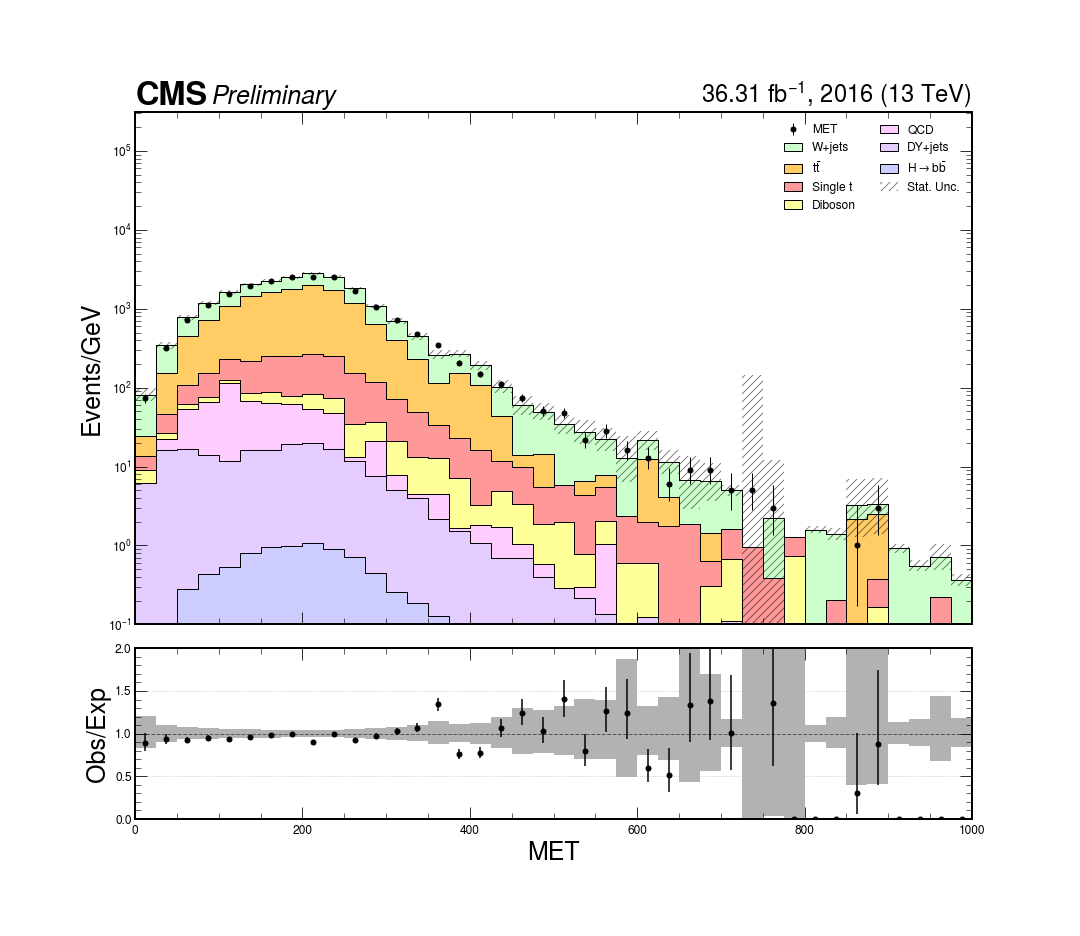 CMS Preliminary 36.31 fb⁻¹, 2016 (13 TeV)
MET QCD
W+jets DY+jets
tt̄ H→bb̄
Single t Stat. Unc.
Diboson
Events/GeV
10⁵
10⁴
10³
10²
10¹
10⁰
10⁻¹
Obs/Exp
2.0
1.5
1.0
0.5
0.0
0 200 400 600 800 1000
MET